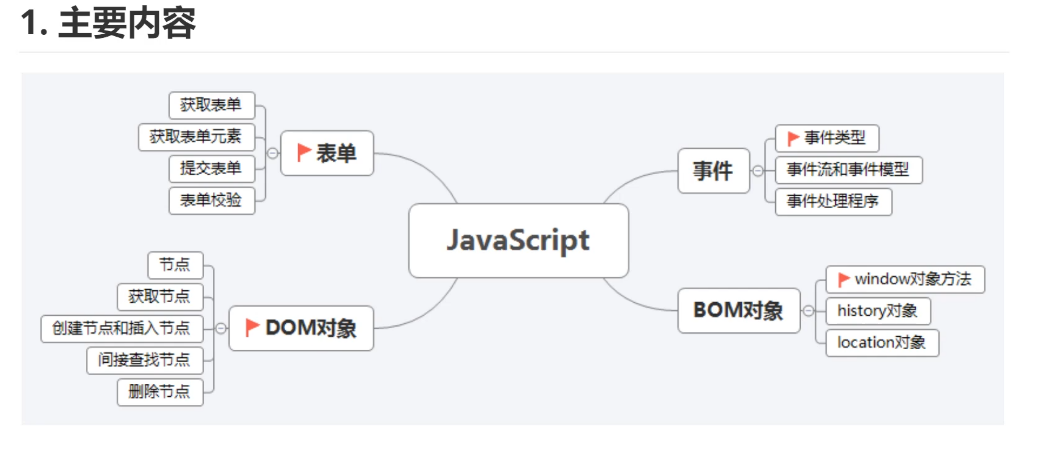 1. 主要内容
获取表单
获取表单元素
提交表单
表单校验
表单
节点
获取节点
创建节点和插入节点
间接查找节点
删除节点
DOM对象
JavaScript
事件
事件类型
事件流和事件模型
事件处理程序
BOM对象
window对象方法
history对象
location对象